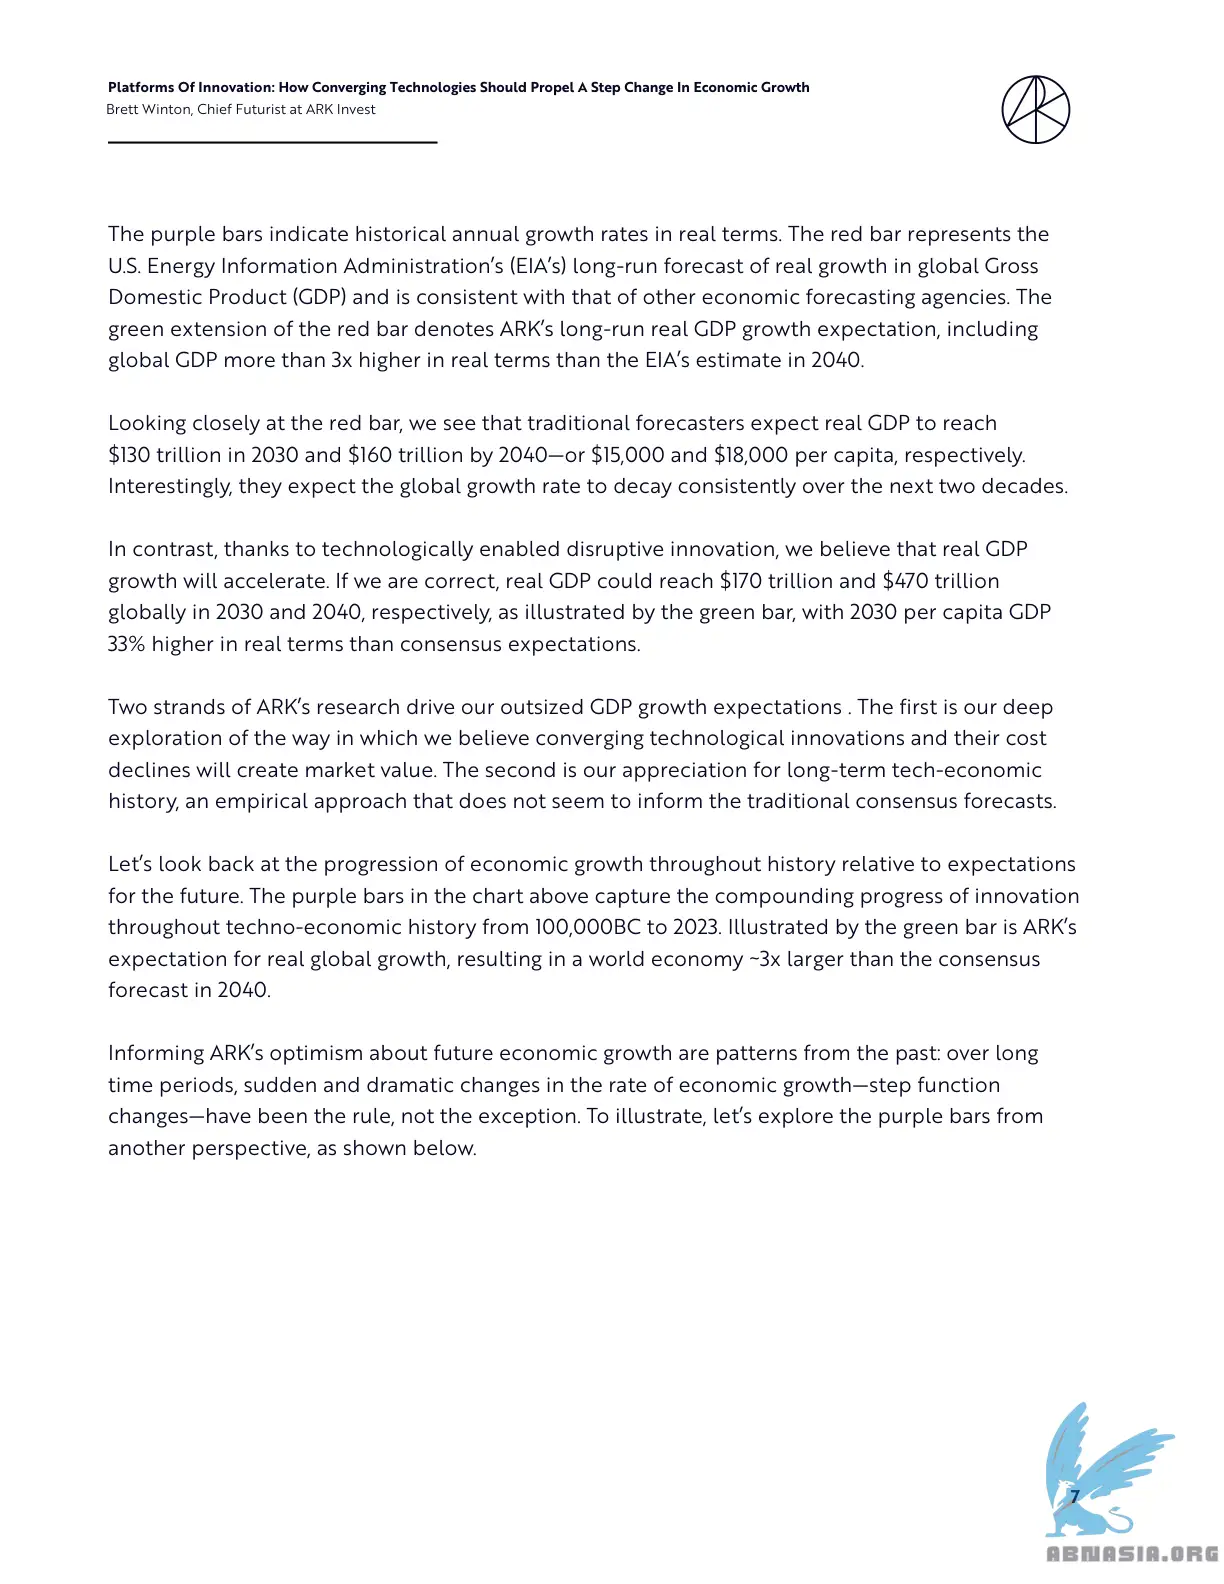 Platforms Of Innovation: How Converging Technologies Should Propel A Step Change In Economic Growth
Brett Winton, Chief Futurist at ARK Invest
The purple bars indicate historical annual growth rates in real terms. The red bar represents the
U.S. Energy Information Administration’s (EIA’s) long-run forecast of real growth in global Gross
Domestic Product (GDP) and is consistent with that of other economic forecasting agencies. The
green extension of the red bar denotes ARK’s long-run real GDP growth expectation, including
global GDP more than 3x higher in real terms than the EIA’s estimate in 2040.
Looking closely at the red bar, we see that traditional forecasters expect real GDP to reach
$130 trillion in 2030 and $160 trillion by 2040—or $15,000 and $18,000 per capita, respectively.
Interestingly, they expect the global growth rate to decay consistently over the next two decades.
In contrast, thanks to technologically enabled disruptive innovation, we believe that real GDP
growth will accelerate. If we are correct, real GDP could reach $170 trillion and $470 trillion
globally in 2030 and 2040, respectively, as illustrated by the green bar, with 2030 per capita GDP
33% higher in real terms than consensus expectations.
Two strands of ARK’s research drive our outsized GDP growth expectations . The first is our deep
exploration of the way in which we believe converging technological innovations and their cost
declines will create market value. The second is our appreciation for long-term tech-economic
history, an empirical approach that does not seem to inform the traditional consensus forecasts.
Let’s look back at the progression of economic growth throughout history relative to expectations
for the future. The purple bars in the chart above capture the compounding progress of innovation
throughout techno-economic history from 100,000BC to 2023. Illustrated by the green bar is ARK’s
expectation for real global growth, resulting in a world economy ~3x larger than the consensus
forecast in 2040.
Informing ARK’s optimism about future economic growth are patterns from the past: over long
time periods, sudden and dramatic changes in the rate of economic growth—step function
changes—have been the rule, not the exception. To illustrate, let’s explore the purple bars from
another perspective, as shown below.
7
ABNASIA.ORG